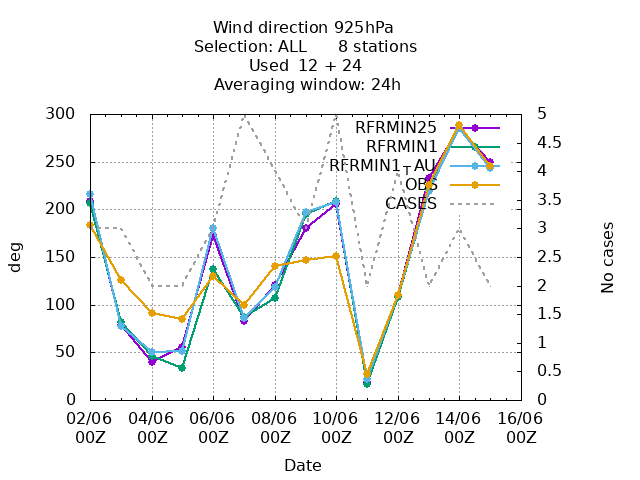 Wind direction 925hPa
Selection: ALL 8 stations
Used 12 + 24
Averaging window: 24h
RFRMIN25
RFRMIN1
RFRMIN1_AU
OBS
CASES
300
250
200
150
100
50
0
deg
5
4.5
4
3.5
3
2.5
2
1.5
1
0.5
0
No cases
02/06 04/06 06/06 08/06 10/06 12/06 14/06 16/06
00Z 00Z 00Z 00Z 00Z 00Z 00Z 00Z
Date